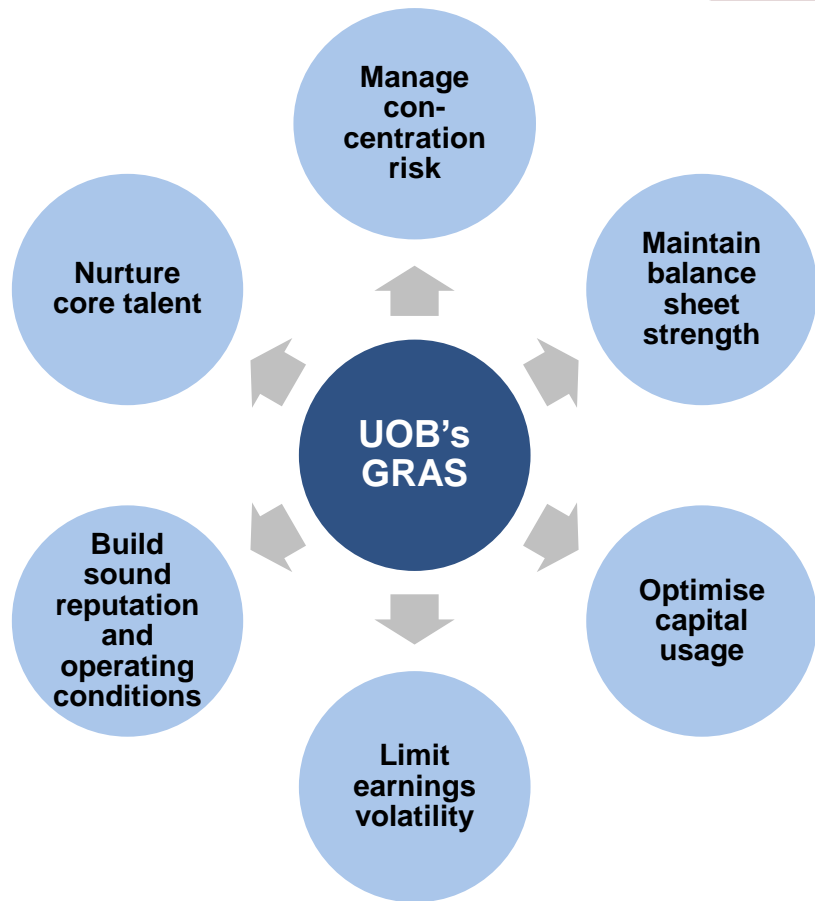 Manage
con-
centration
risk
Maintain
balance
sheet
strength
Optimise
capital
usage
Limit
earnings
volatility
Build
sound
reputation
and
operating
conditions
Nurture
core talent
UOB’s
GRAS